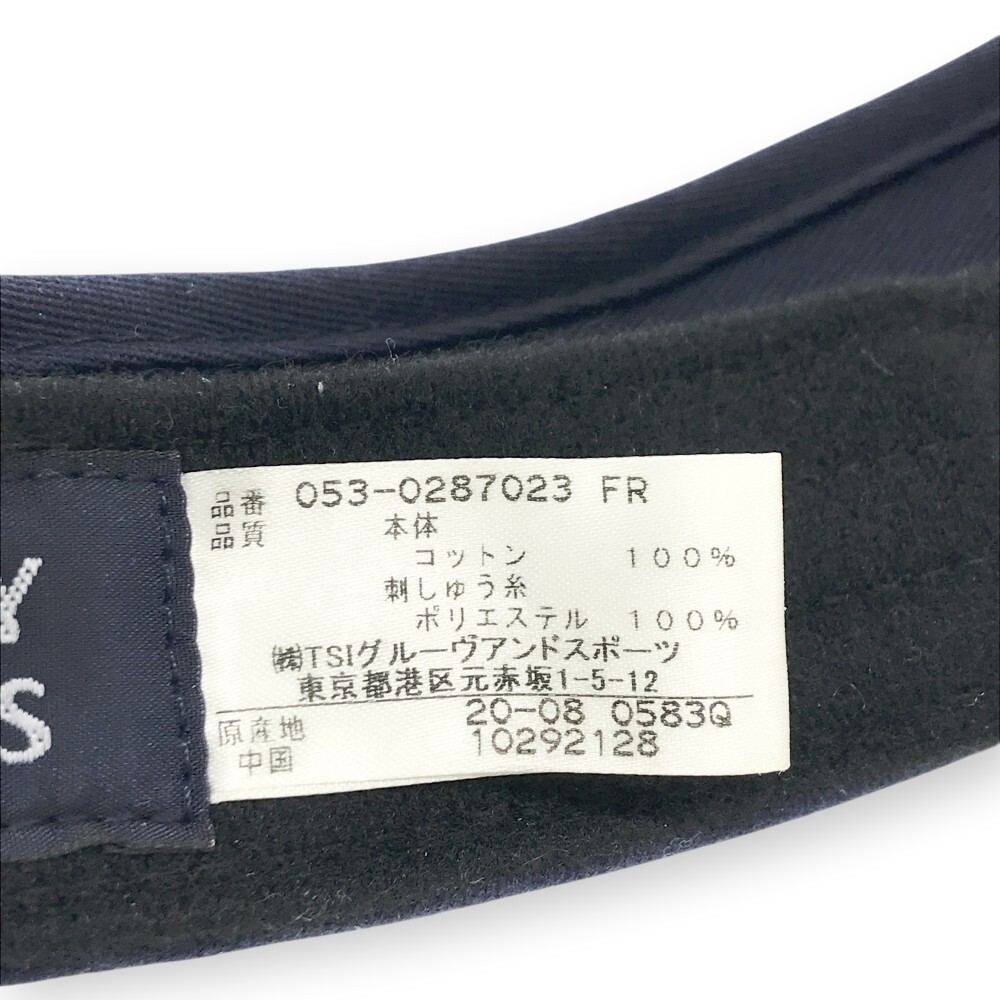 品番 053-0287023 FR
品質 本体
コットン 100%
刺しゅう糸
ポリエステル 100%
㈱TSIグルーヴアンドスポーツ
東京都港区元赤坂1-5-12
原産地 20-08 0583Q
中国 10292128
S